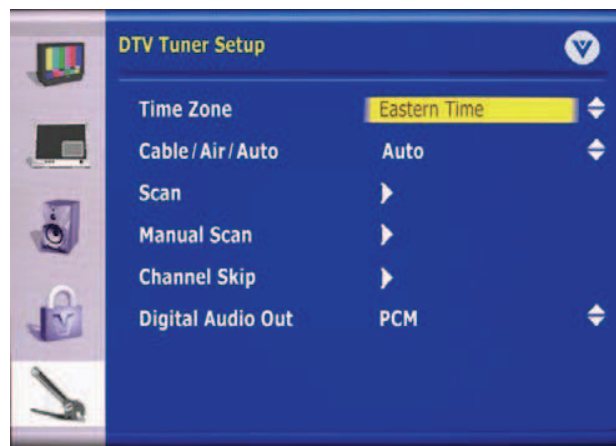 DTV Tuner Setup
Time Zone Eastern Time
Cable/Air/Auto Auto
Scan
Manual Scan
Channel Skip
Digital Audio Out PCM